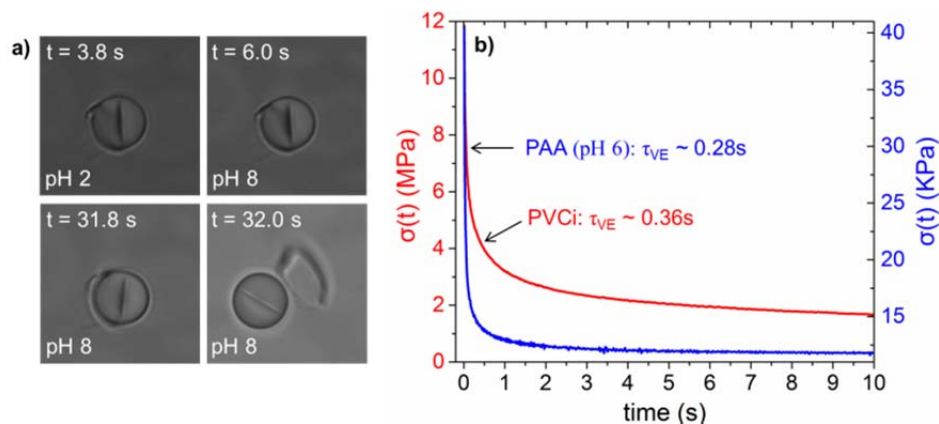 a)
t = 3.8 s
t = 6.0 s
pH 2
pH 8
t = 31.8 s
t = 32.0 s
pH 8
pH 8
b)
12
10
8
6
4
2
0
σ(t) (MPa)
PAA (pH 6): τVE ~ 0.28s
PVCi: τVE ~ 0.36s
40
35
30
25
20
15
σ(t) (KPa)
0 1 2 3 4 5 6 7 8 9 10
time (s)